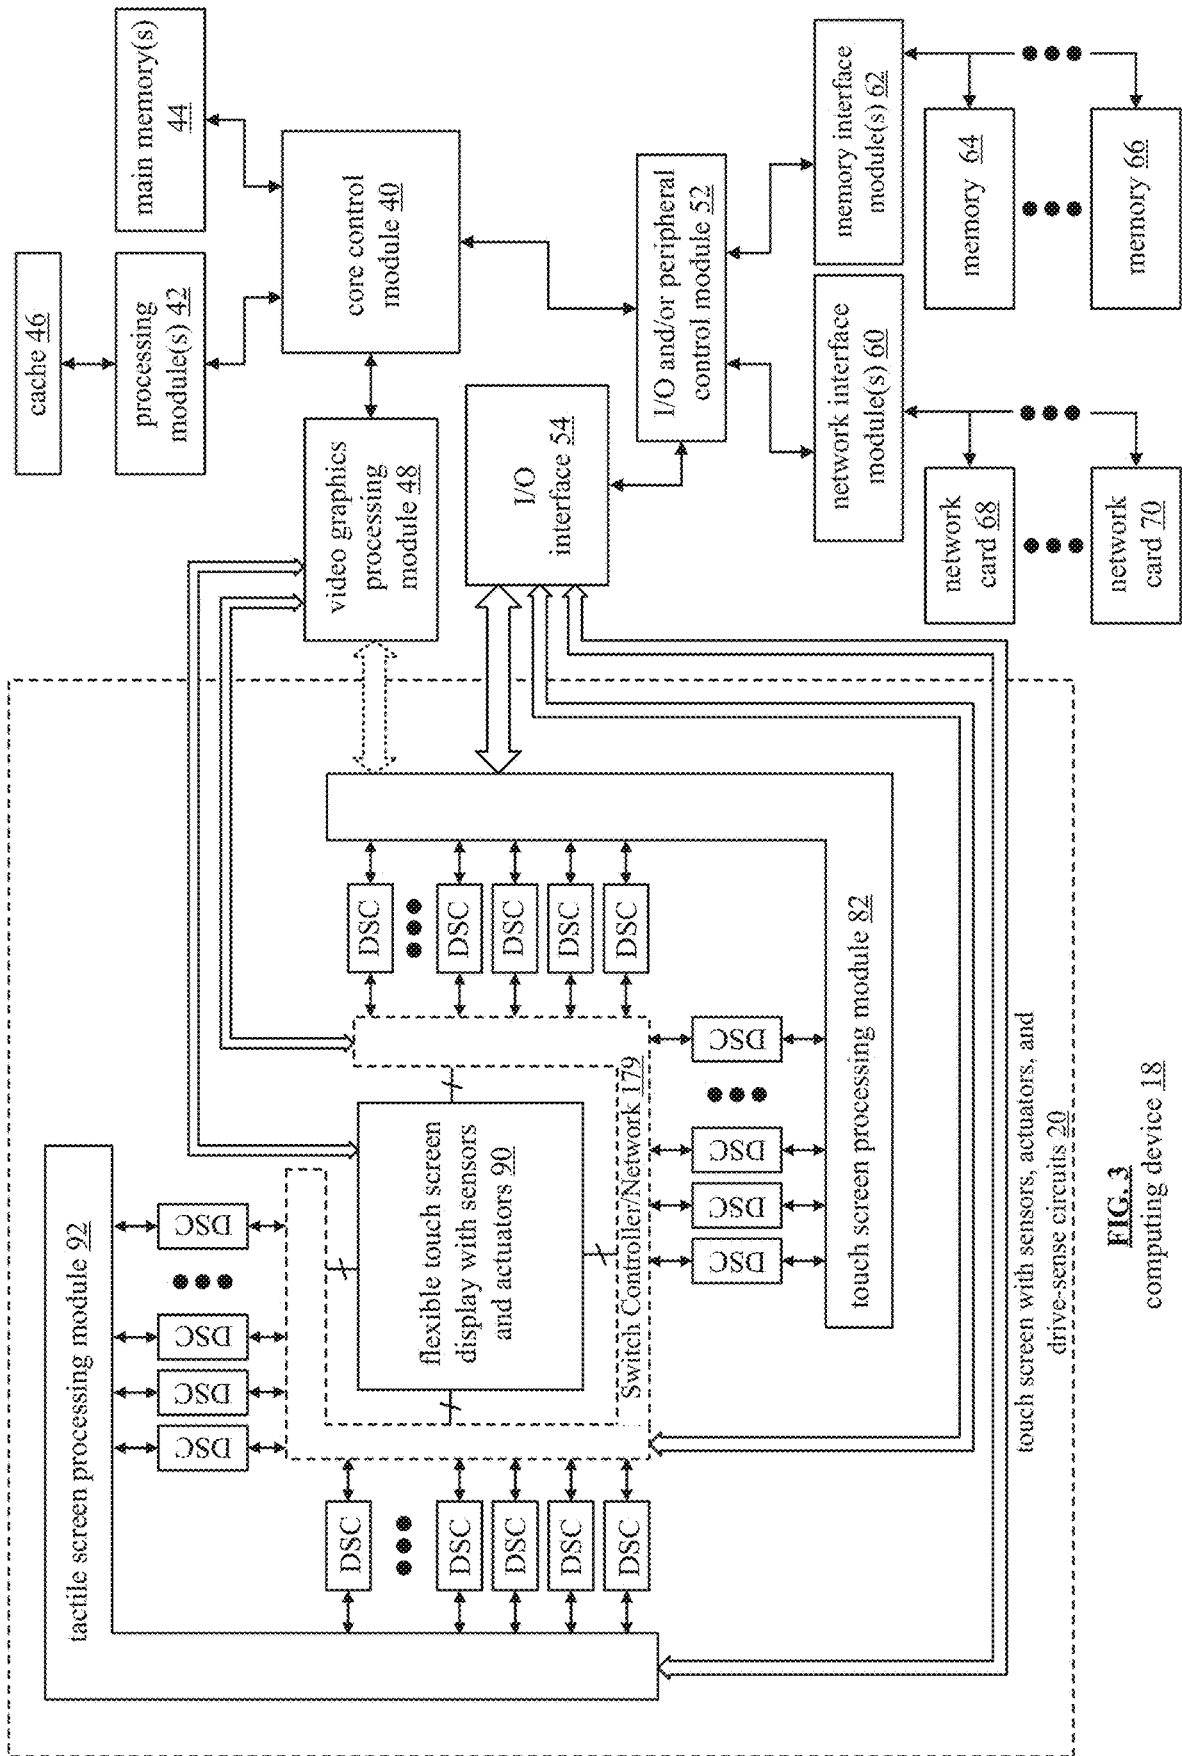 cache 46
processing
module(s) 42
main memory(s)
44
core control
module 40
video graphics
processing
module 48
I/O
interface 54
I/O and/or peripheral
control module 52
network interface
module(s) 60
memory interface
module(s) 62
network
card 68
network
card 70
memory 64
memory 66
tactile screen processing module 92
DSC
DSC
DSC
DSC
DSC
DSC
DSC
DSC
DSC
flexible touch screen
display with sensors
and actuators 90
Switch Controller/Network 179
DSC
DSC
DSC
DSC
DSC
DSC
DSC
DSC
DSC
touch screen processing module 82
touch screen with sensors, actuators, and
drive-sense circuits 20
FIG. 3
computing device 18